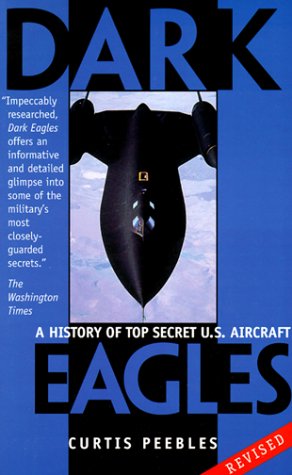 DARK
"Impeccably
researched,
Dark Eagles
offers an
informative
and detailed
glimpse into
some of the
military's
most
closely-
guarded
secrets."
The
Washington
Times
A HISTORY OF TOP SECRET U.S. AIRCRAFT
EAGLES
CURTIS PEEBLES
REVISED